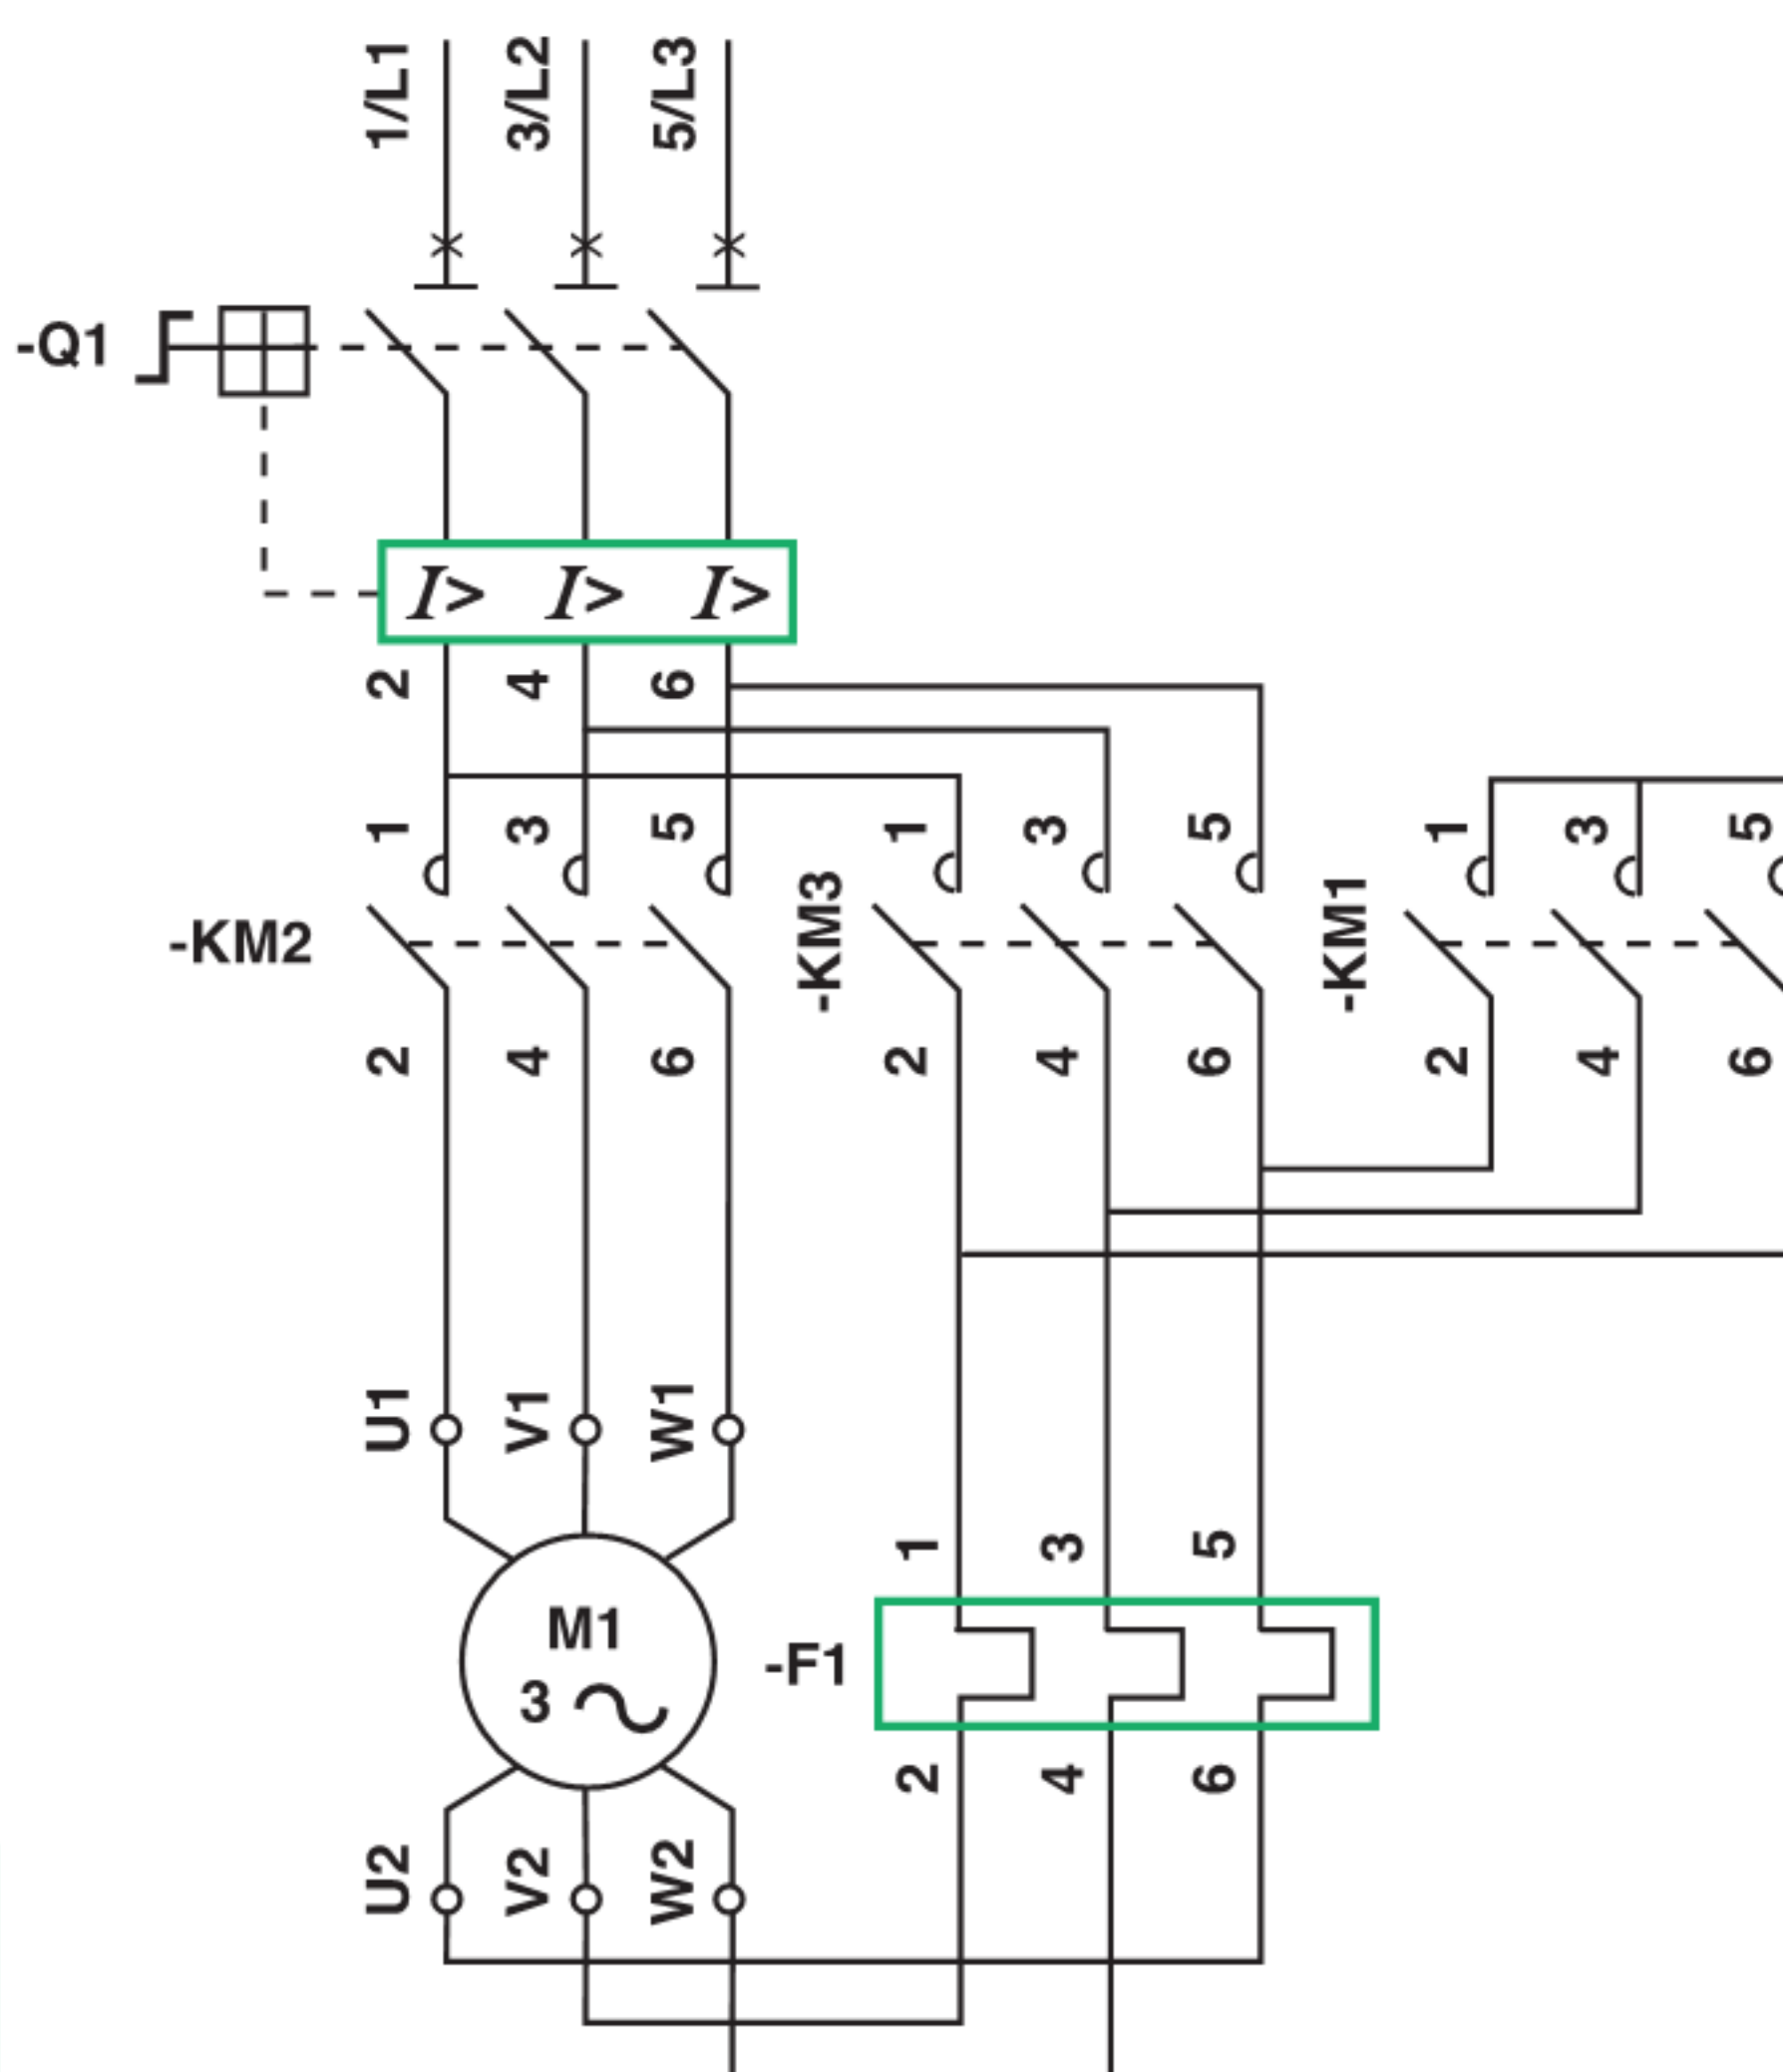 1/L1 3/L2 5/L3
-Q1
I> I> I>
2 4 6
1 3 5 1 3 5 1 3 5
-KM2 -KM3 -KM1
2 4 6 2 4 6 2 4 6
U1 V1 W1
1 3 5
M1
3
-F1
2 4 6
U2 V2 W2